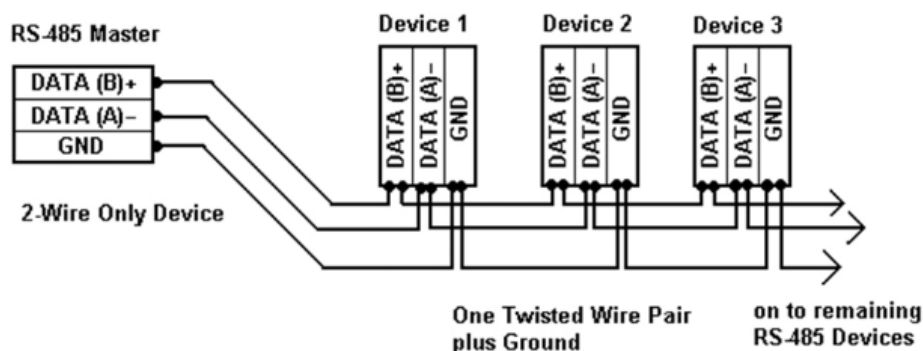 RS-485 Master
DATA (B)+
DATA (A)-
GND
2-Wire Only Device
Device 1
DATA (B)+
DATA (A)-
GND
Device 2
DATA (B)+
DATA (A)-
GND
Device 3
DATA (B)+
DATA (A)-
GND
One Twisted Wire Pair
plus Ground
on to remaining
RS-485 Devices